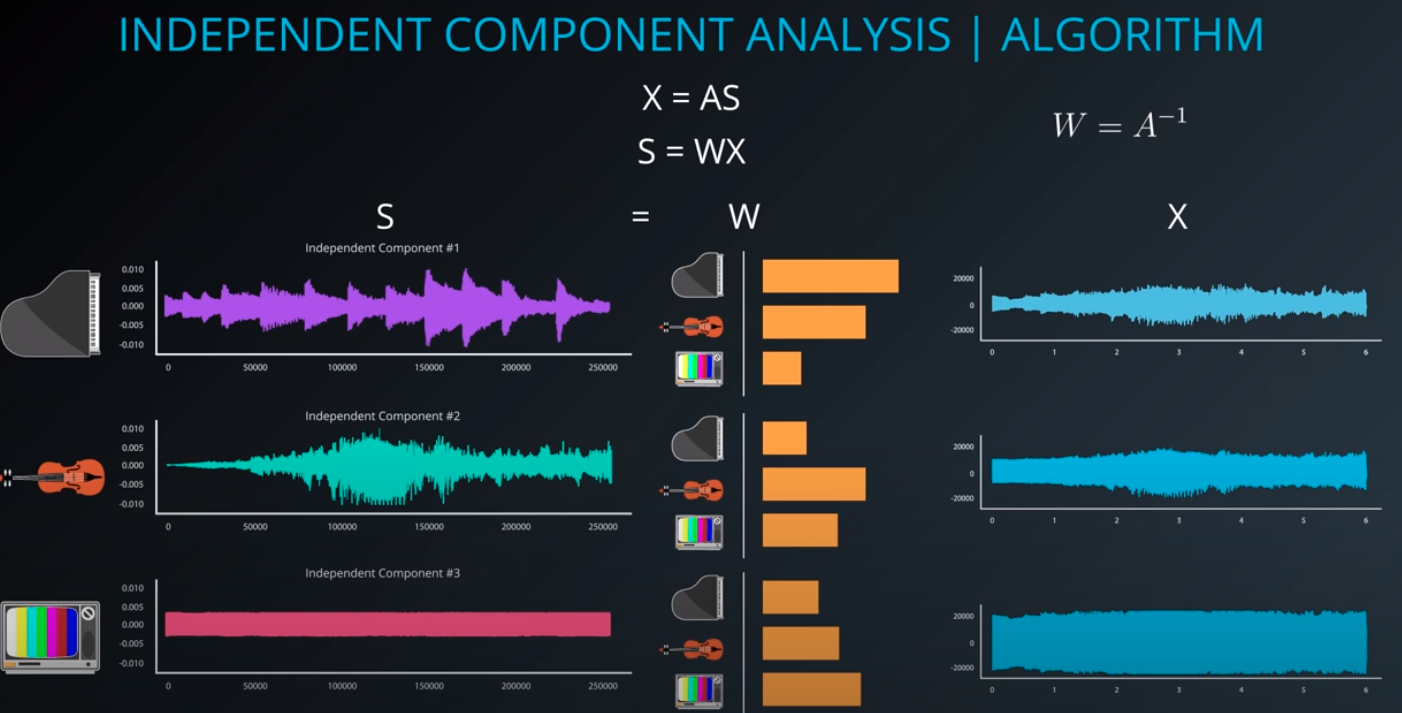 INDEPENDENT COMPONENT ANALYSIS | ALGORITHM
X = AS
W = A⁻¹
S = WX
S = W X
Independent Component #1
0.010
0.005
0.000
-0.005
-0.010
0 50000 100000 150000 200000 250000
20000
0
-20000
0 1 2 3 4 5 6
Independent Component #2
0.010
0.005
0.000
-0.005
-0.010
0 50000 100000 150000 200000 250000
20000
0
-20000
0 1 2 3 4 5 6
Independent Component #3
0.010
0.005
0.000
-0.005
-0.010
0 50000 100000 150000 200000 250000
20000
0
-20000
0 1 2 3 4 5 6